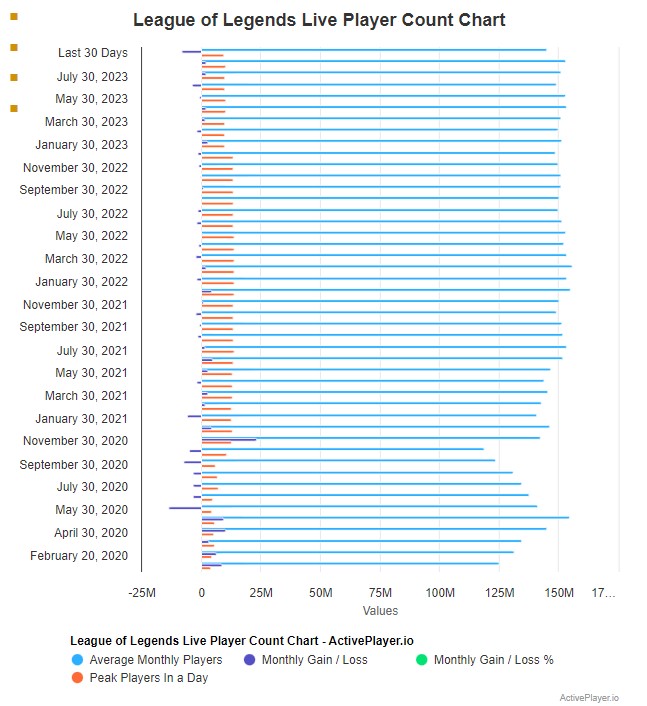 League of Legends Live Player Count Chart
Last 30 Days
July 30, 2023
May 30, 2023
March 30, 2023
January 30, 2023
November 30, 2022
September 30, 2022
July 30, 2022
May 30, 2022
March 30, 2022
January 30, 2022
November 30, 2021
September 30, 2021
July 30, 2021
May 30, 2021
March 30, 2021
January 30, 2021
November 30, 2020
September 30, 2020
July 30, 2020
May 30, 2020
April 30, 2020
February 20, 2020
-25M 0 25M 50M 75M 100M 125M 150M 17...
Values
League of Legends Live Player Count Chart - ActivePlayer.io
Average Monthly Players Monthly Gain / Loss Monthly Gain / Loss %
Peak Players In a Day
ActivePlayer.io